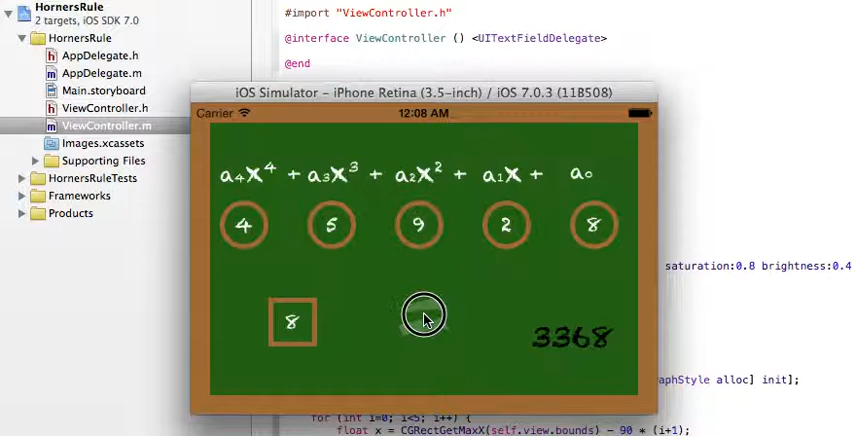 HornersRule
2 targets, iOS SDK 7.0
HornersRule
AppDelegate.h
AppDelegate.m
Main.storyboard
ViewController.h
ViewController.m
Images.xcassets
Supporting Files
HornersRuleTests
Frameworks
Products
#import "ViewController.h"
@interface ViewController () <UITextFieldDelegate>
@end
iOS Simulator – iPhone Retina (3.5-inch) / iOS 7.0.3 (11B508)
Carrier 12:08 AM
a₄x⁴ + a₃x³ + a₂x² + a₁x + a₀
4 5 9 2 8
8
3368
saturation:0.8 brightness:0.4
alloc] init];
for (int i=0; i<5; i++) {
float x = CGRectGetMaxX(self.view.bounds) - 90 * (i+1);